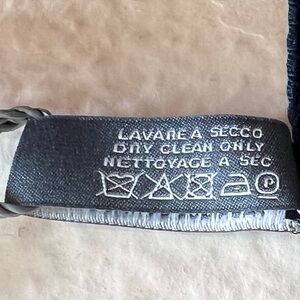 LAVARE A SECCO
DRY CLEAN ONLY
NETTOYAGE A SEC
P